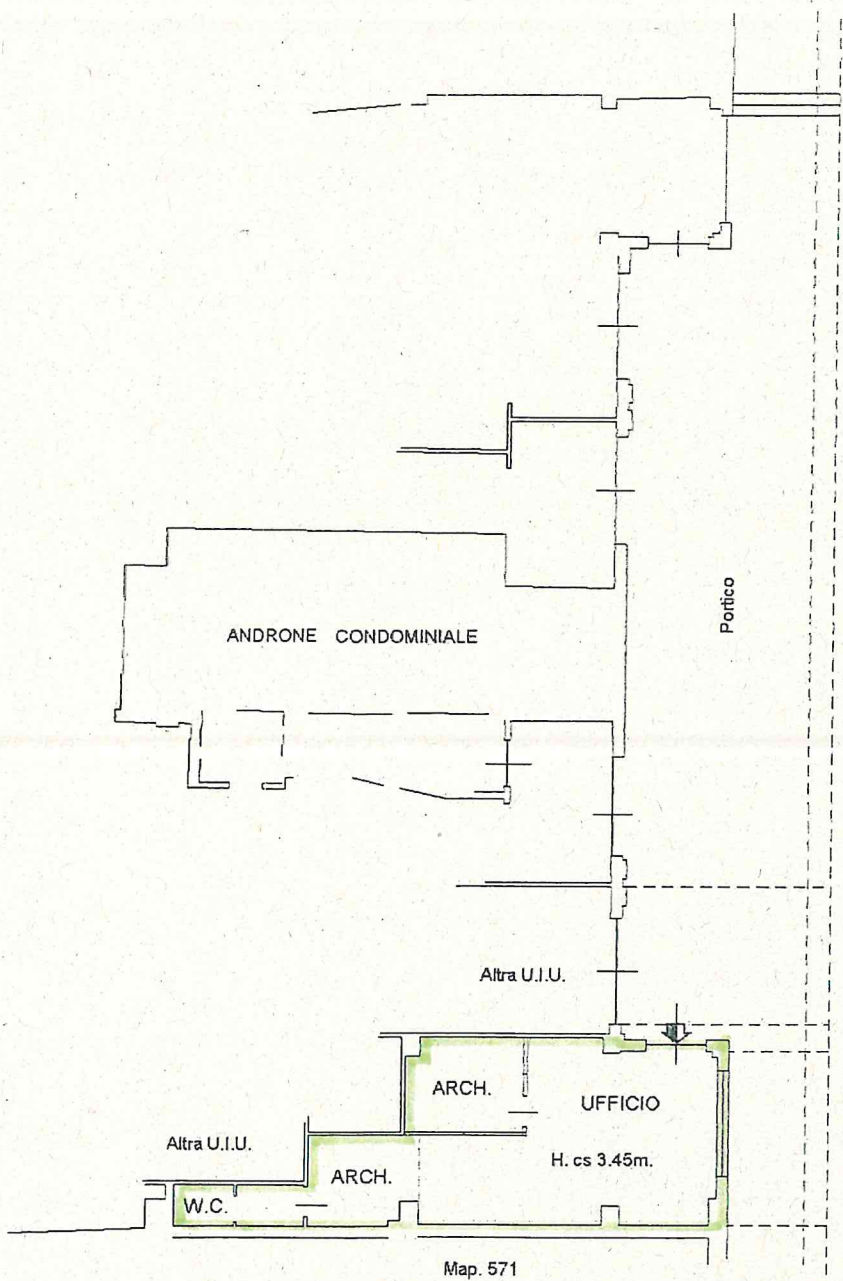 Portico
ANDRONE CONDOMINIALE
Altra U.I.U.
ARCH.
UFFICIO
H. cs 3.45m.
Altra U.I.U.
ARCH.
W.C.
Map. 571